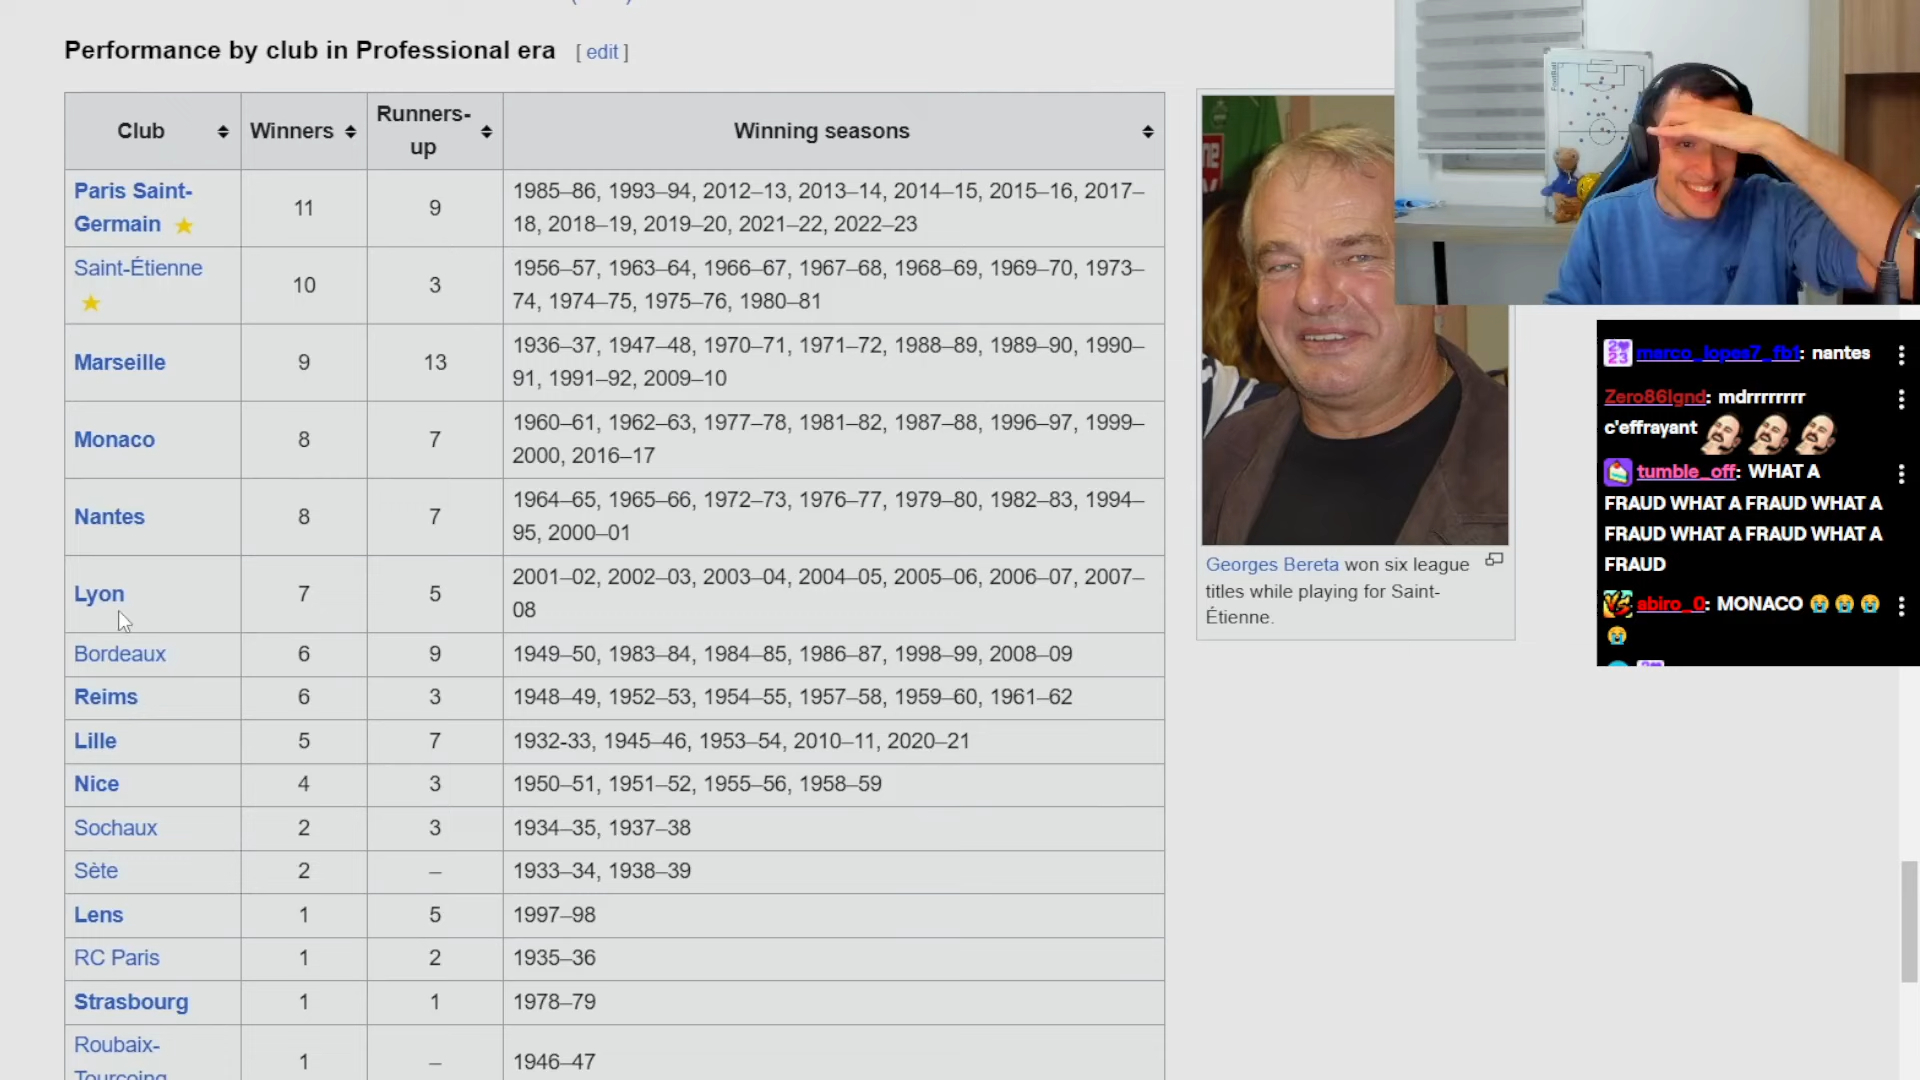 Performance by club in Professional era [ edit ]
Club Winners Runners-up Winning seasons
Paris Saint-Germain 11 9 1985–86, 1993–94, 2012–13, 2013–14, 2014–15, 2015–16, 2017–
18, 2018–19, 2019–20, 2021–22, 2022–23
Saint-Étienne 10 3 1956–57, 1963–64, 1966–67, 1967–68, 1968–69, 1969–70, 1973–
74, 1974–75, 1975–76, 1980–81
Marseille 9 13 1936–37, 1947–48, 1970–71, 1971–72, 1988–89, 1989–90, 1990–
91, 1991–92, 2009–10
Monaco 8 7 1960–61, 1962–63, 1977–78, 1981–82, 1987–88, 1996–97, 1999–
2000, 2016–17
Nantes 8 7 1964–65, 1965–66, 1972–73, 1976–77, 1979–80, 1982–83, 1994–
95, 2000–01
Lyon 7 5 2001–02, 2002–03, 2003–04, 2004–05, 2005–06, 2006–07, 2007–
08
Bordeaux 6 9 1949–50, 1983–84, 1984–85, 1986–87, 1998–99, 2008–09
Reims 6 3 1948–49, 1952–53, 1954–55, 1957–58, 1959–60, 1961–62
Lille 5 7 1932-33, 1945–46, 1953–54, 2010–11, 2020–21
Nice 4 3 1950–51, 1951–52, 1955–56, 1958–59
Sochaux 2 3 1934–35, 1937–38
Sète 2 – 1933–34, 1938–39
Lens 1 5 1997–98
RC Paris 1 2 1935–36
Strasbourg 1 1 1978–79
Roubaix-
Tourcoing 1 – 1946–47
Georges Bereta won six league
titles while playing for Saint-
Étienne.
marco_lopes7_fb1: nantes
Zero86lgnd: mdrrrrrrrr
c'effrayant
tumble_off: WHAT A
FRAUD WHAT A FRAUD WHAT A
FRAUD WHAT A FRAUD WHAT A
FRAUD
abiro_0: MONACO 😭 😭 😭
😭